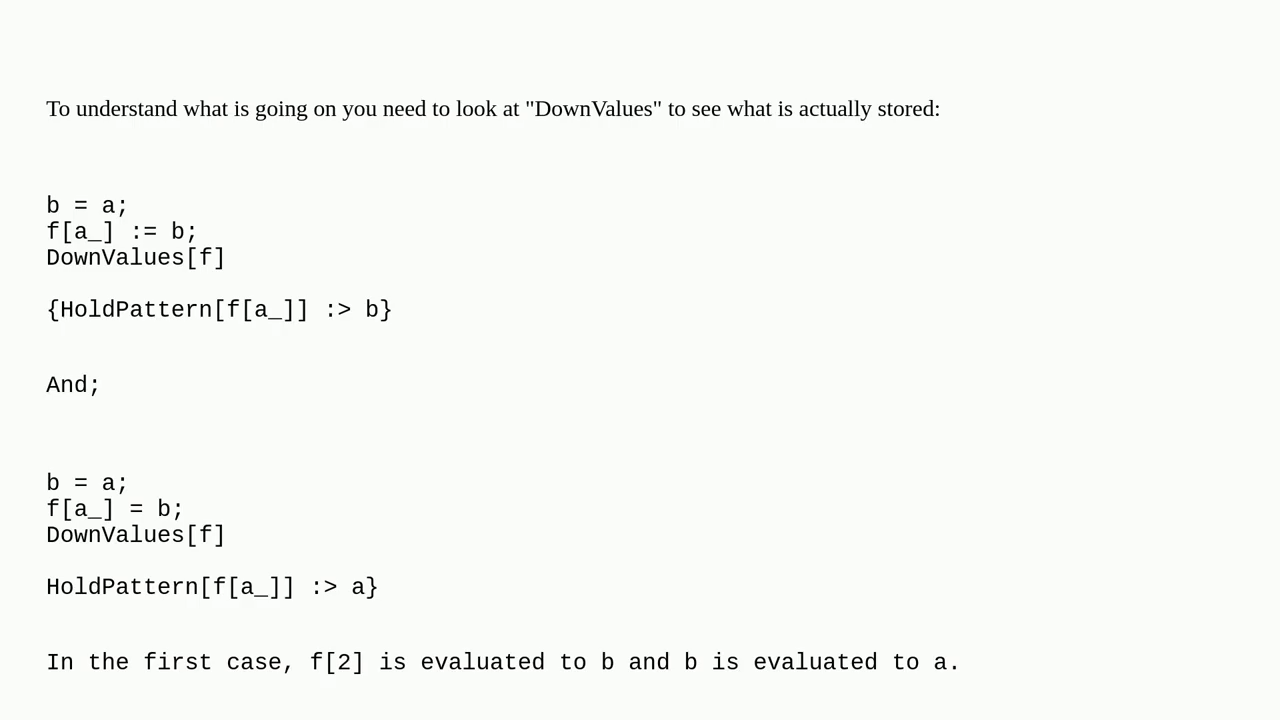 To understand what is going on you need to look at "DownValues" to see what is actually stored:
b = a;
f[a_] := b;
DownValues[f]
{HoldPattern[f[a_]] :> b}
And;
b = a;
f[a_] = b;
DownValues[f]
HoldPattern[f[a_]] :> a}
In the first case, f[2] is evaluated to b and b is evaluated to a.